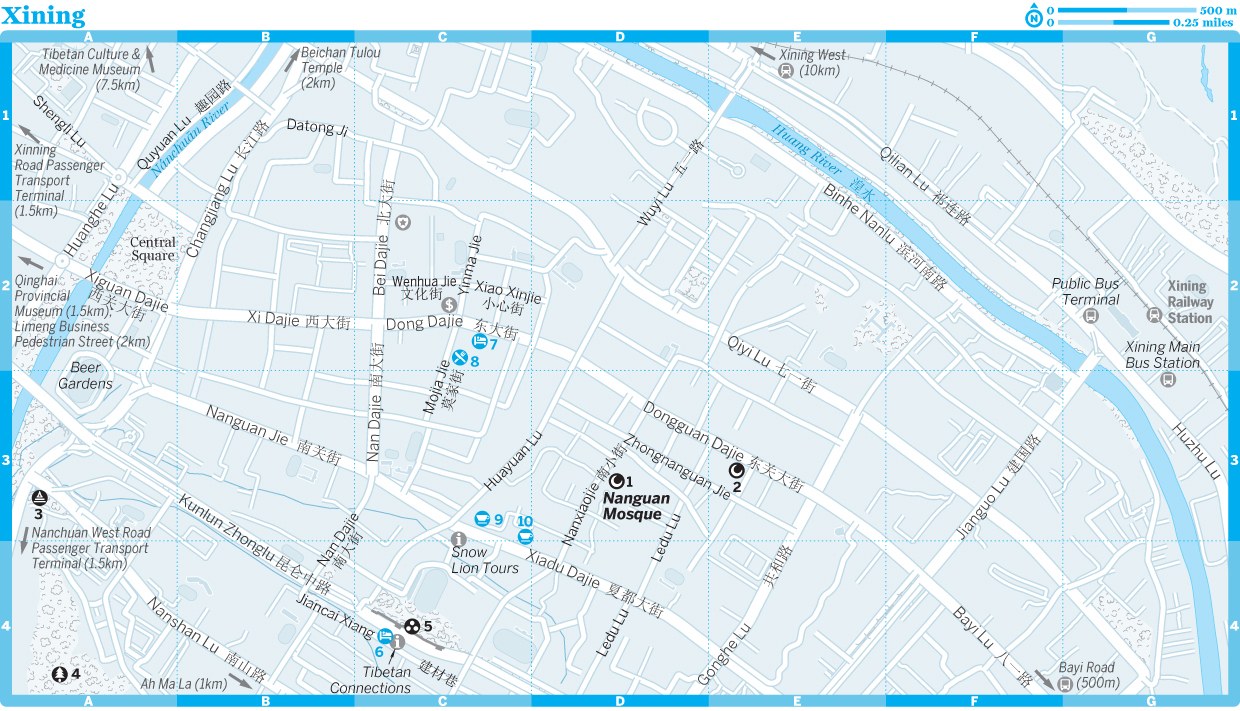 Xining
N
0 500 m
0 0.25 miles
A B C D E F G
1 1
2 2
3 3
4 4
A B C D E F G
Tibetan Culture &
Medicine Museum
(7.5km)
Beichan Tulou
Temple
(2km)
Xining West
(10km)
Shengli Lu
Quyuan Lu 趣园路
Nanchuan River
Datong Ji
Xinning
Road Passenger
Transport
Terminal
(1.5km)
Changjiang Lu 长江路
Huanghe Lu
Wuyi Lu 五一路
Huang River 湟水
Qilian Lu 祁连路
Binhe Nanlu 滨河南路
Central
Square
Bei Dajie 北大街
Yinma Jie
Wenhua Jie
文化街
Xiao Xinjie
小心街
$
Xiguan Dajie
西关大街
Qinghai
Provincial
Museum (1.5km);
Limeng Business
Pedestrian Street (2km)
Xi Dajie 西大街
Dong Dajie 东大街
7
8
Public Bus
Terminal
Xining
Railway
Station
Xining Main
Bus Station
Qiyi Lu 七一街
Beer
Gardens
Mojia Jie
莫家街
Nan Dajie 南大街
Nanguan Jie 南关街
Huayuan Lu
Dongguan Dajie 东关大街
Zhongnanguan Jie
Nanxiaojie 南小街
1
Nanguan
Mosque
2
Jianguo Lu 建国路
Huzhu Lu
3
Nanchuan West Road
Passenger Transport
Terminal (1.5km)
Kunlun Zhonglu 昆仑中路
Nan Dajie
南大街
9
10
i
Snow
Lion Tours
Ledu Lu
Xiadu Dajie 夏都大街
共和路
Gonghe Lu
Ledu Lu
Nanshan Lu 南山路
Jiancai Xiang 建材巷
5
6
i
Tibetan
Connections
4
Ah Ma La (1km)
Bayi Lu 八一路
Bayi Road
(500m)